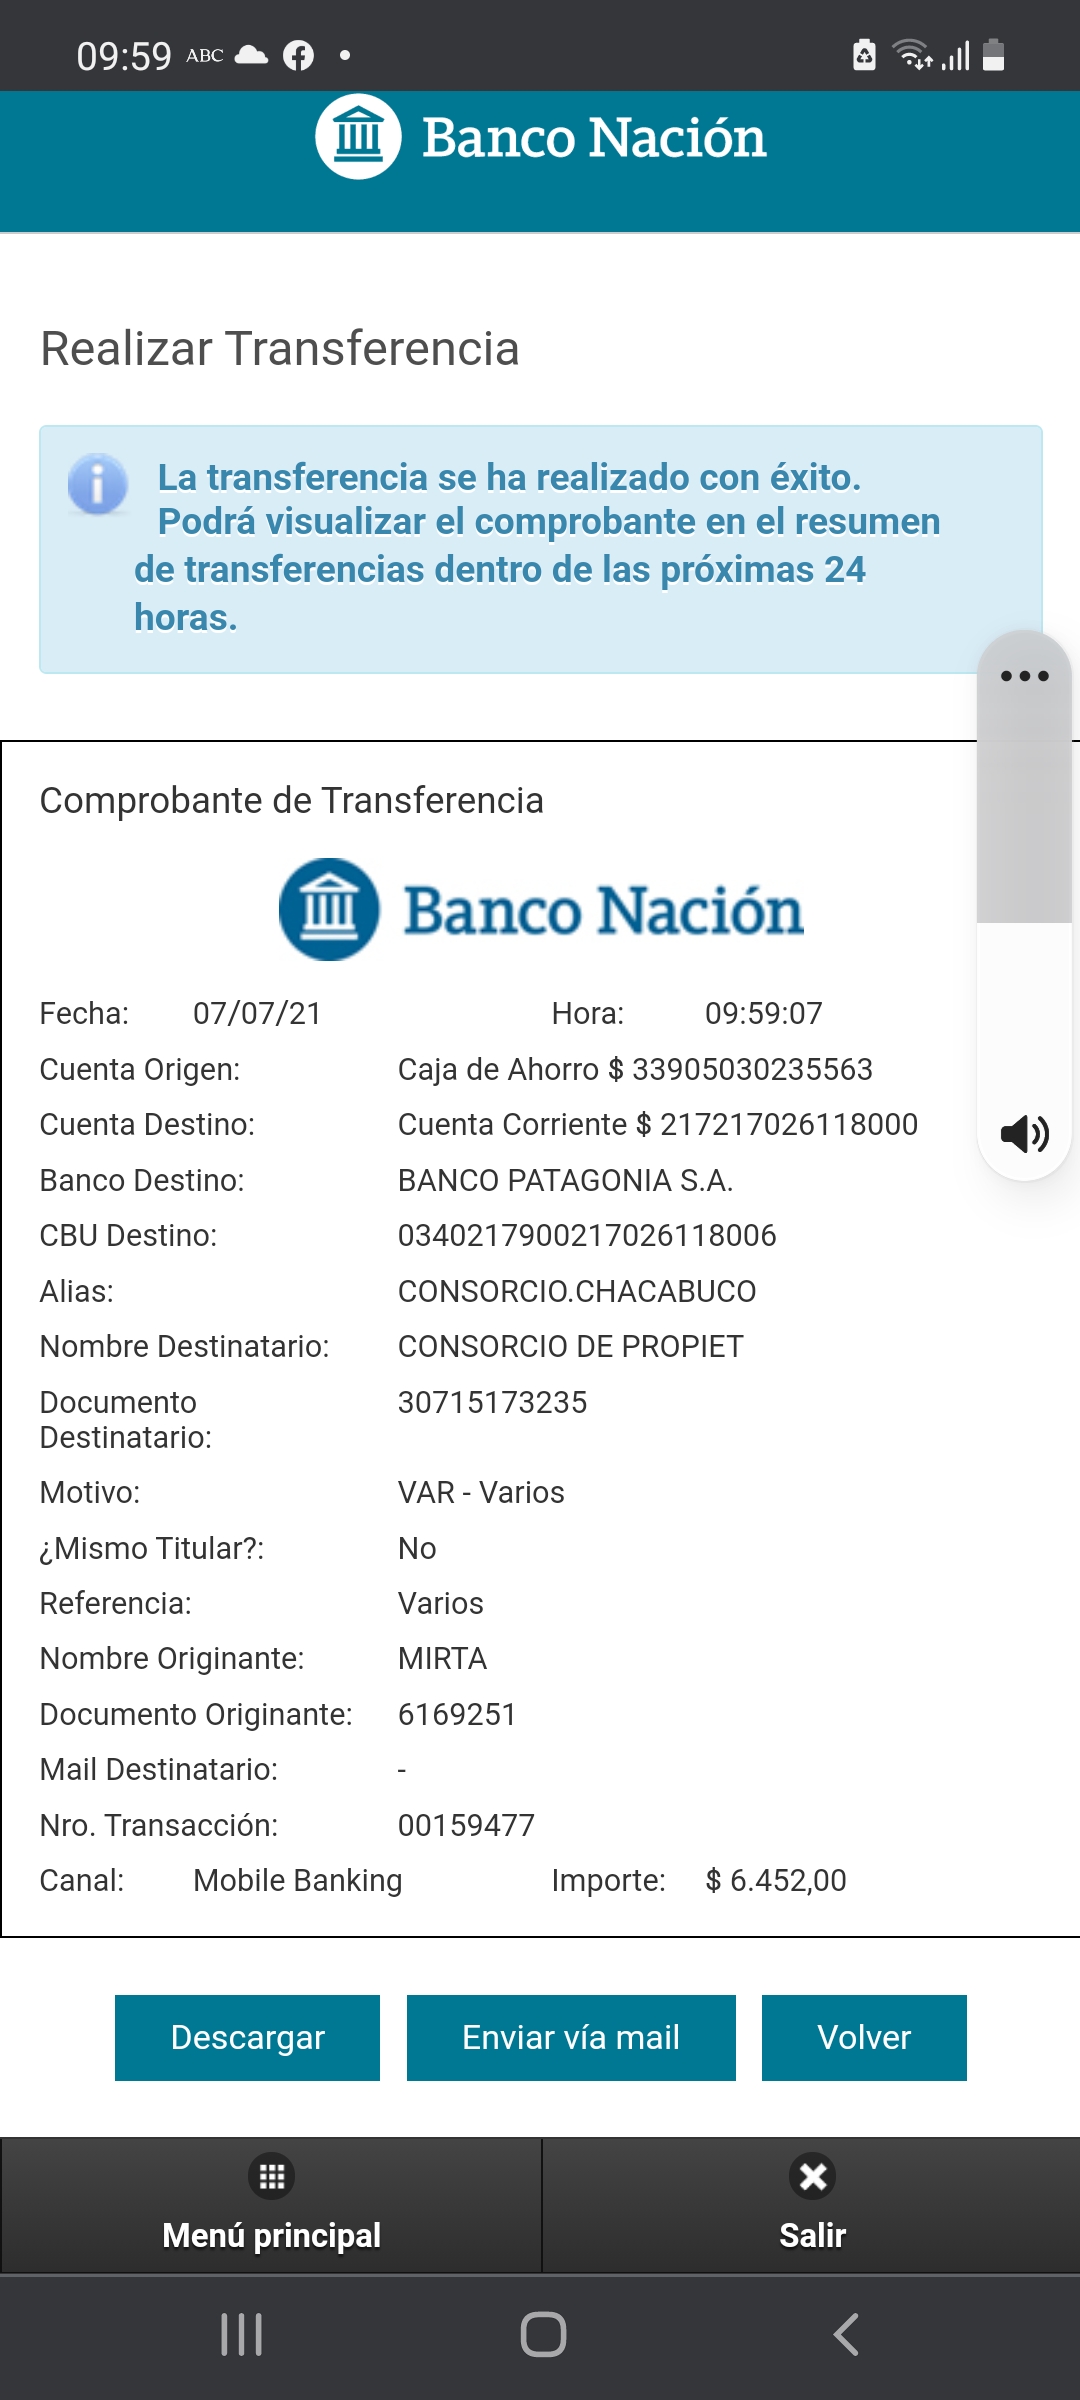 09:59 ABC
Banco Nación
Realizar Transferencia
La transferencia se ha realizado con éxito.
Podrá visualizar el comprobante en el resumen
de transferencias dentro de las próximas 24
horas.
Comprobante de Transferencia
Banco Nación
Fecha: 07/07/21 Hora: 09:59:07
Cuenta Origen: Caja de Ahorro $ 33905030235563
Cuenta Destino: Cuenta Corriente $ 217217026118000
Banco Destino: BANCO PATAGONIA S.A.
CBU Destino: 0340217900217026118006
Alias: CONSORCIO.CHACABUCO
Nombre Destinatario: CONSORCIO DE PROPIET
Documento 30715173235
Destinatario:
Motivo: VAR - Varios
¿Mismo Titular?: No
Referencia: Varios
Nombre Originante: MIRTA
Documento Originante: 6169251
Mail Destinatario: -
Nro. Transacción: 00159477
Canal: Mobile Banking Importe: $ 6.452,00
Descargar Enviar vía mail Volver
Menú principal Salir